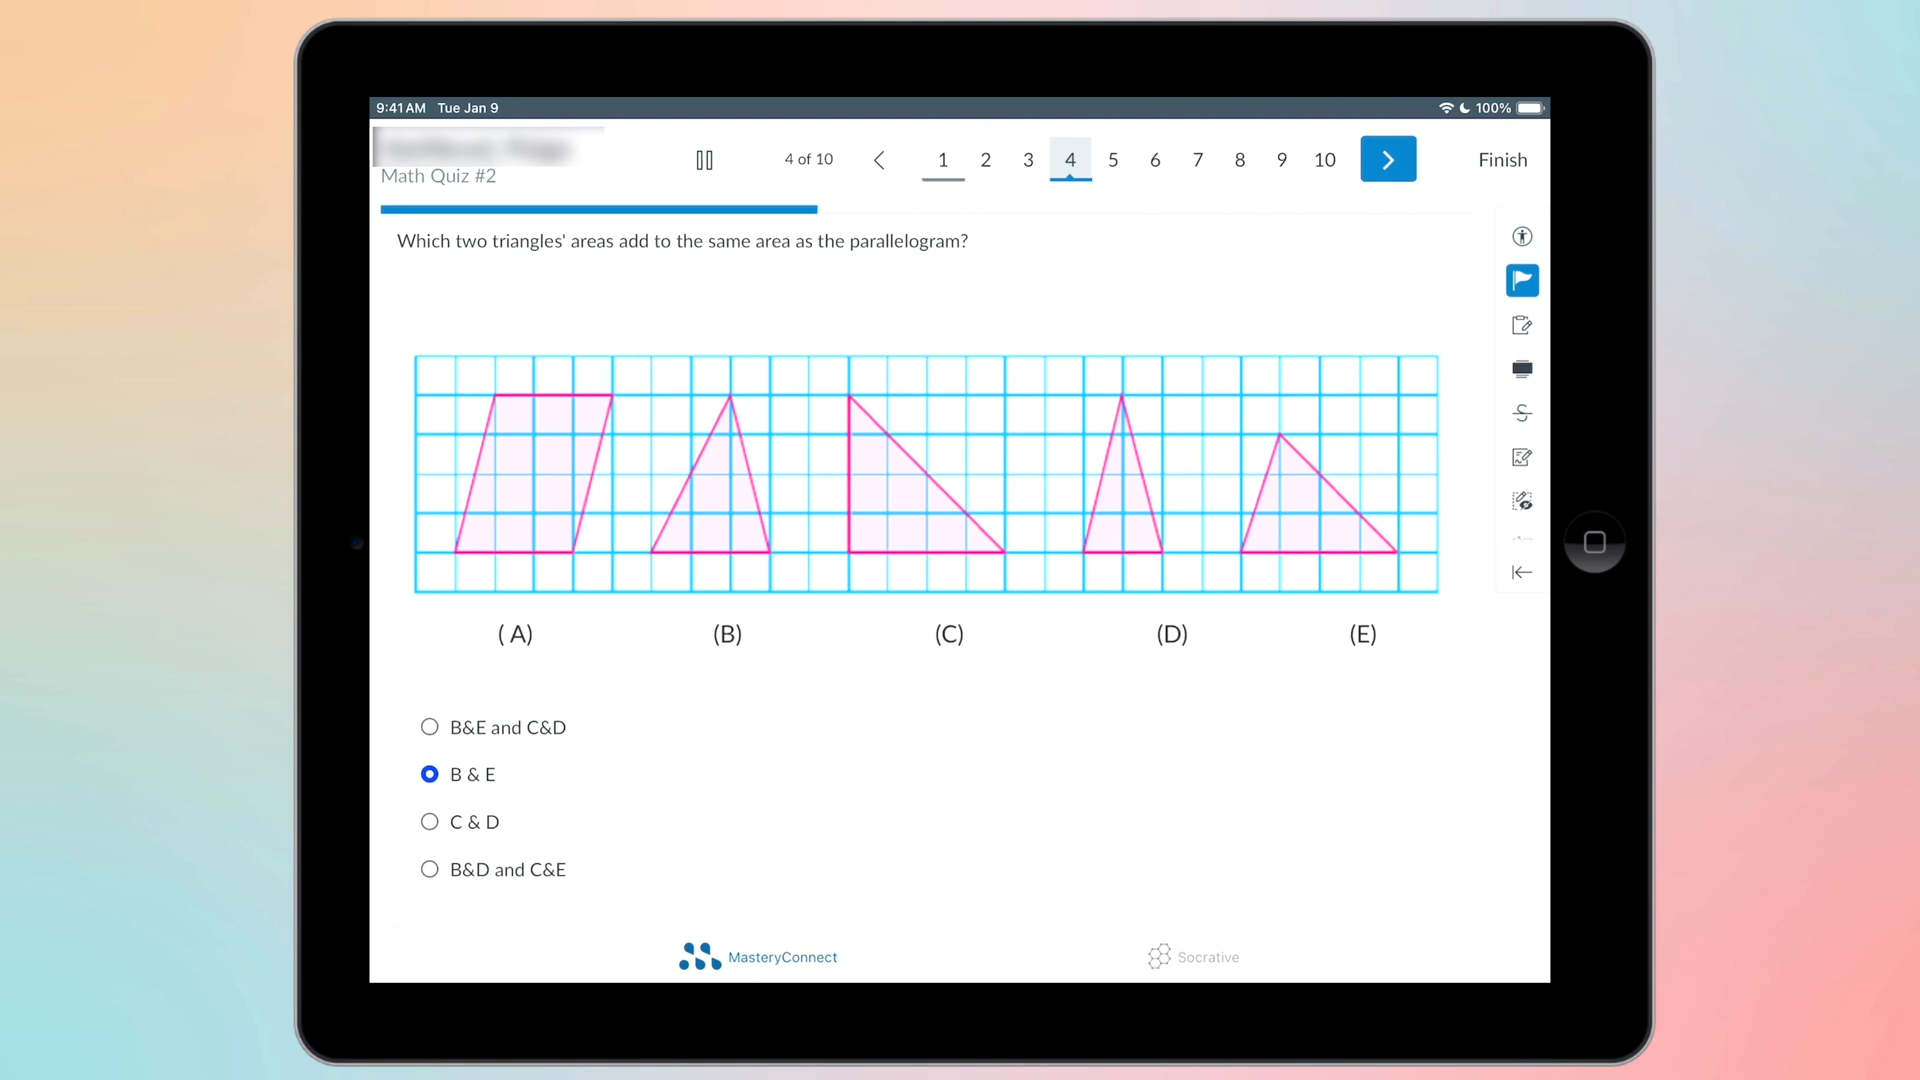 9:41 AM Tue Jan 9
100%
Math Quiz #2
4 of 10
1 2 3 4 5 6 7 8 9 10
Finish
Which two triangles' areas add to the same area as the parallelogram?
( A) (B) (C) (D) (E)
B&E and C&D
B & E
C & D
B&D and C&E
MasteryConnect
Socrative